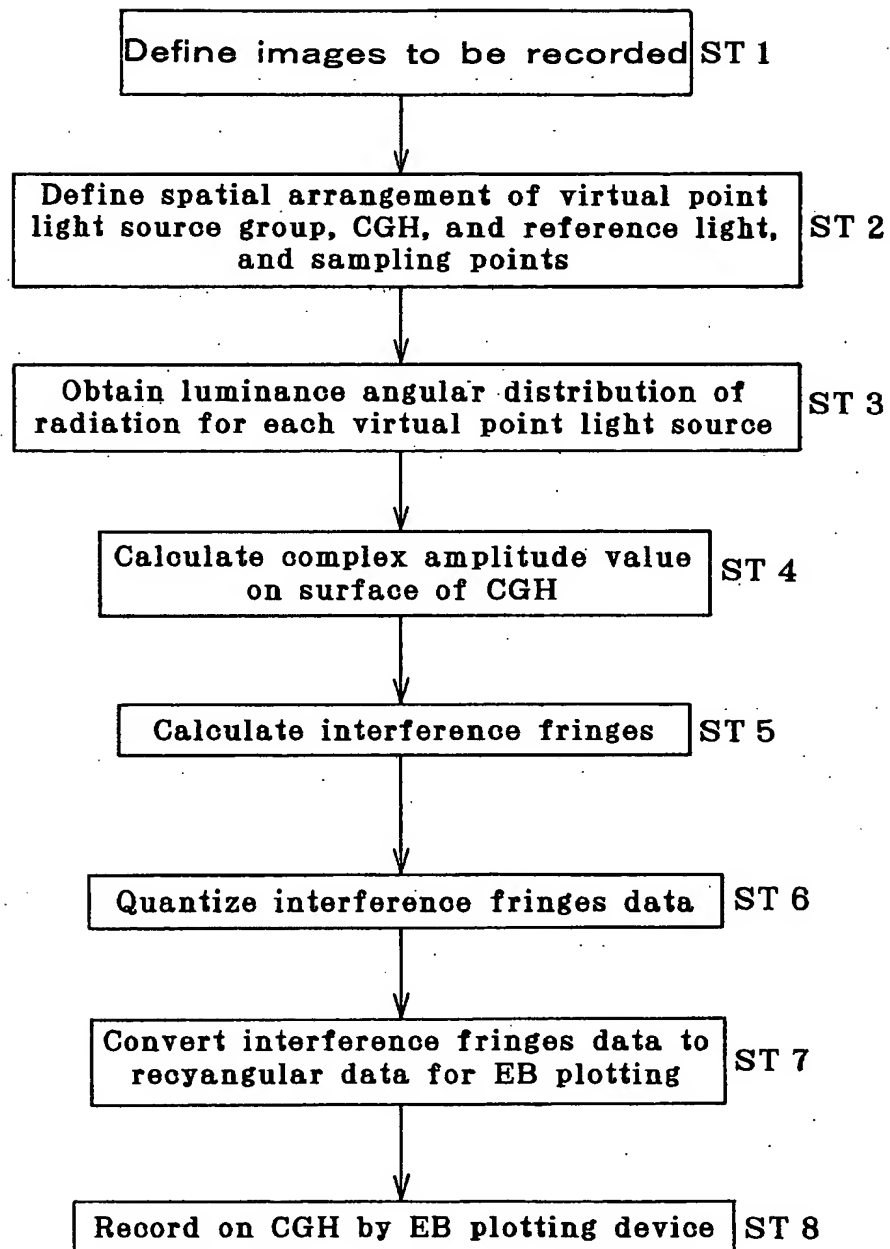 Define images to be recorded ST 1
Define spatial arrangement of virtual point
light source group, CGH, and reference light,
and sampling points
ST 2
Obtain luminance angular distribution of
radiation for each virtual point light source
ST 3
Calculate complex amplitude value
on surface of CGH
ST 4
Calculate interference fringes ST 5
Quantize interference fringes data ST 6
Convert interference fringes data to
recyangular data for EB plotting
ST 7
Record on CGH by EB plotting device ST 8